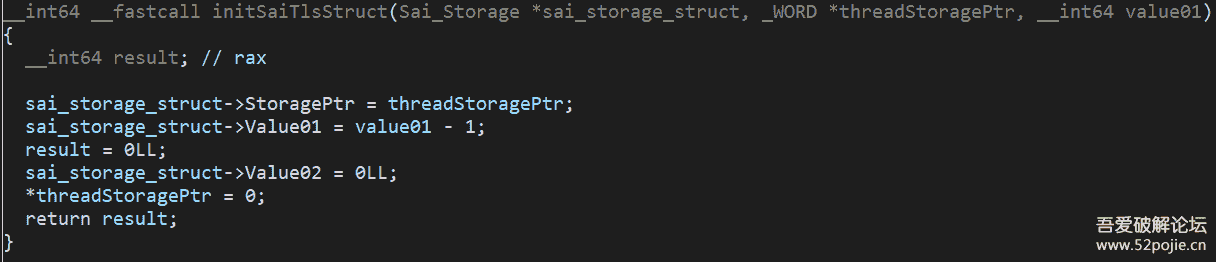 __int64 __fastcall initSaiTlsStruct(Sai_Storage *sai_storage_struct, _WORD *threadStoragePtr, __int64 value01)
{
  __int64 result; // rax

  sai_storage_struct->StoragePtr = threadStoragePtr;
  sai_storage_struct->Value01 = value01 - 1;
  result = 0LL;
  sai_storage_struct->Value02 = 0LL;
  *threadStoragePtr = 0;
  return result;
}
吾爱破解论坛
www.52pojie.cn